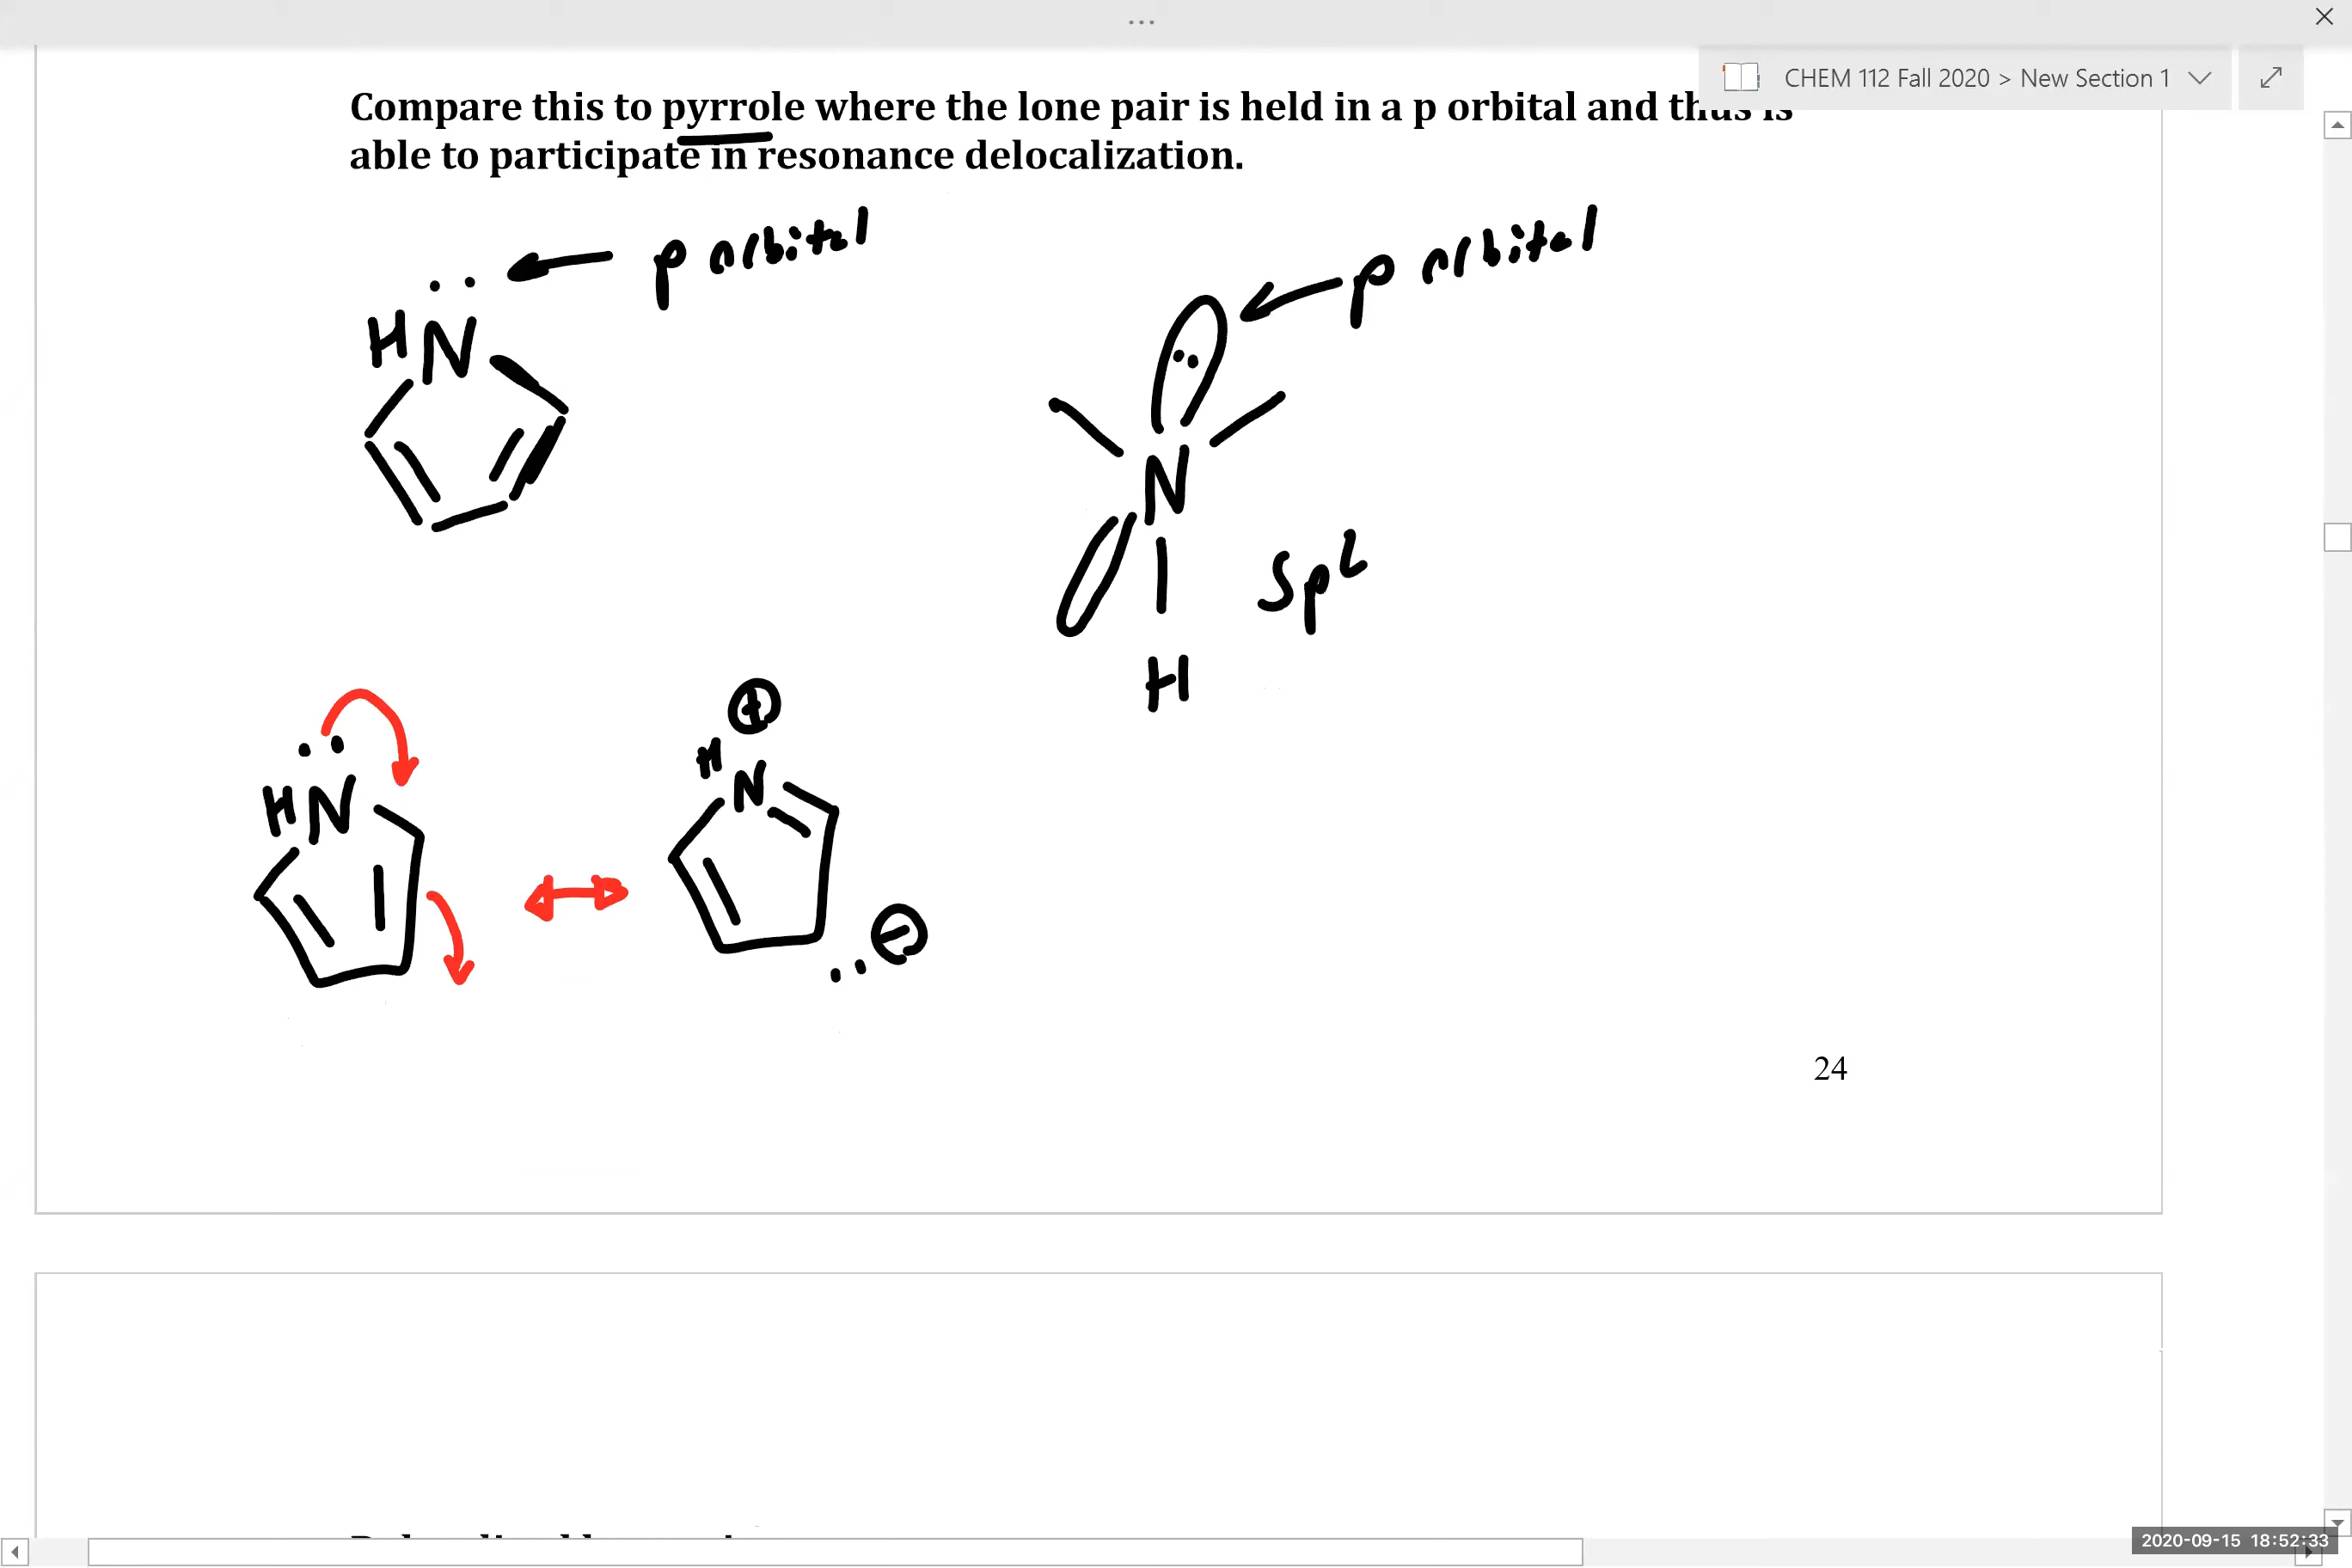 CHEM 112 Fall 2020 > New Section 1
Compare this to pyrrole where the lone pair is held in a p orbital and thus is
able to participate in resonance delocalization.
p orbital
p orbital
HN
N
sp2
H
HN
H
N
24
2020-09-15 18:52:33